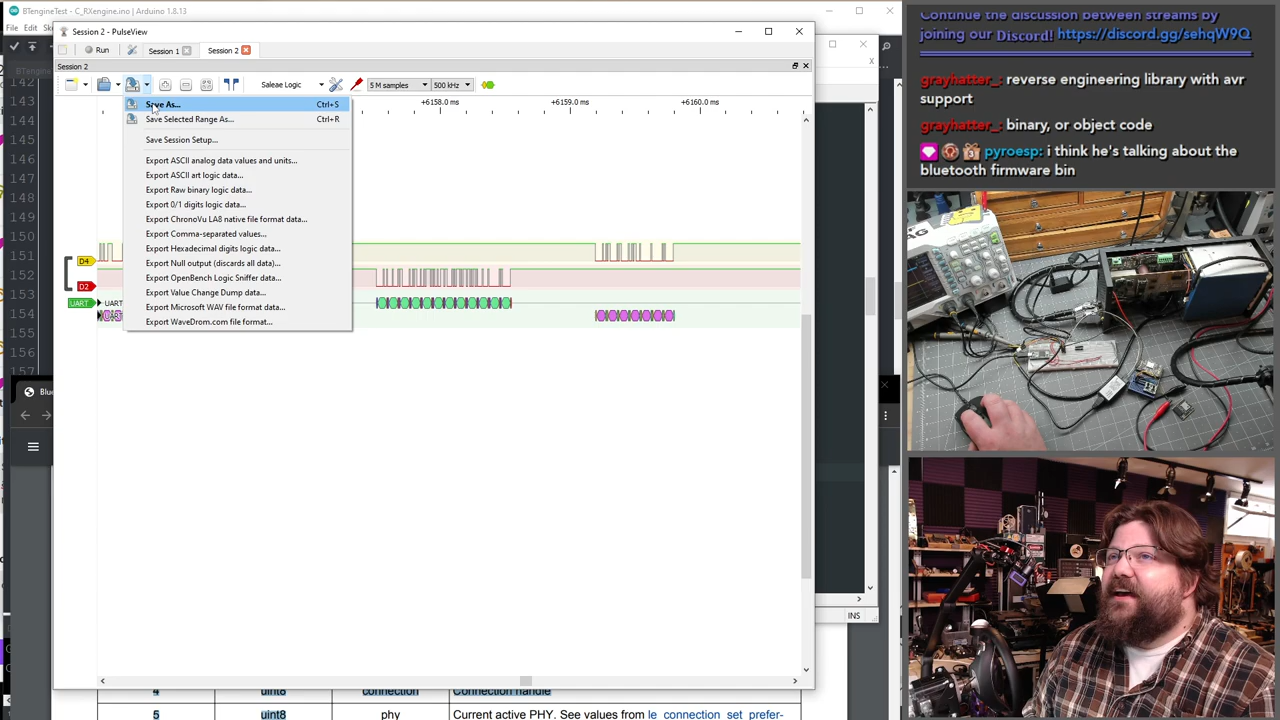 BTengineTest - C_RXengine.ino | Arduino 1.8.13
File
Session 2 - PulseView
Run
Session 1
Session 2
Session 2
Saleae Logic
5 M samples
500 kHz
Save As...
Ctrl+S
Save Selected Range As...
Ctrl+R
Save Session Setup...
Export ASCII analog data values and units...
Export ASCII art logic data...
Export Raw binary logic data...
Export 0/1 digits logic data...
Export ChronoVu LA8 native file format data...
Export Comma-separated values...
Export Hexadecimal digits logic data...
Export Null output (discards all data)...
Export OpenBench Logic Sniffer data...
Export Value Change Dump data...
Export Microsoft WAV file format data...
Export WaveDrom.com file format...
+6158.0 ms
+6159.0 ms
+6160.0 ms
D4
D2
UART
UART
142
143
144
145
146
147
148
149
150
151
152
153
154
155
156
157
Blu
INS
4
uint8
connection
Connection handle
5
uint8
phy
Current active PHY. See values from le_connection_set_prefer-
Continue the discussion between streams by
joining our Discord! https://discord.gg/sehqW9Q
grayhatter_: reverse engineering library with avr
support
grayhatter_: binary, or object code
pyroesp: i think he's talking about the
bluetooth firmware bin